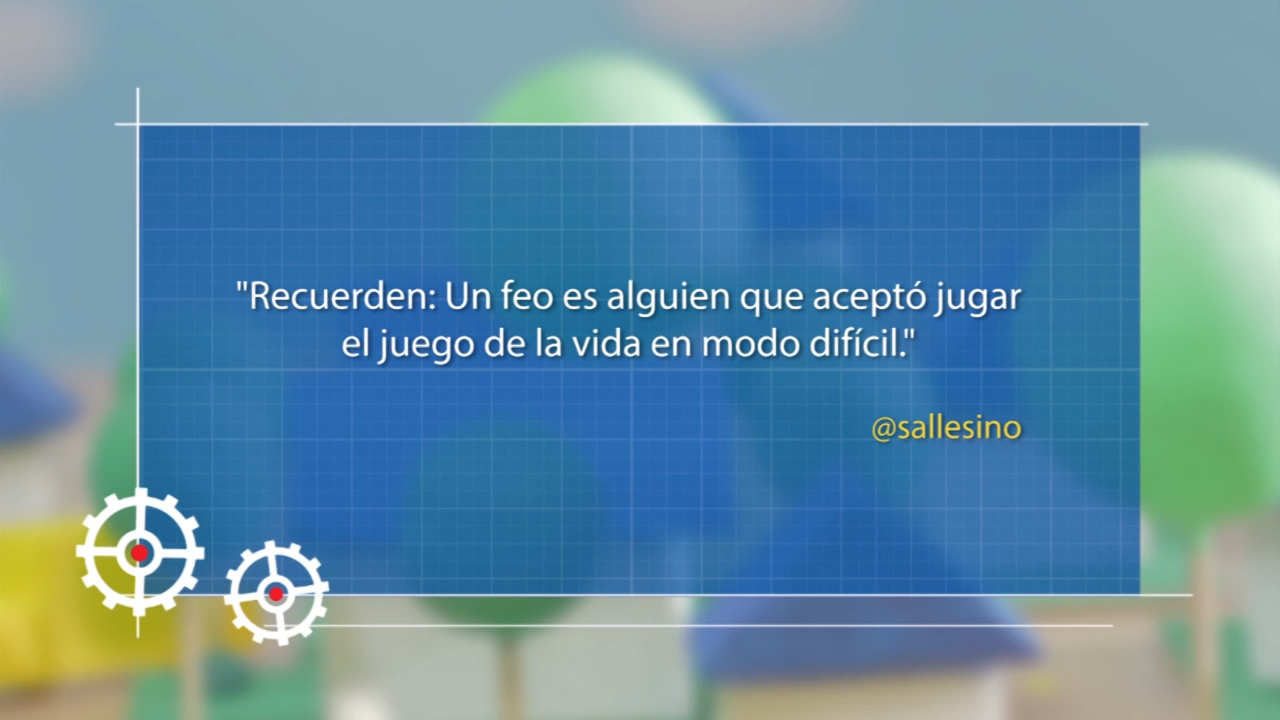 "Recuerden: Un feo es alguien que aceptó jugar
el juego de la vida en modo difícil."
@sallesino